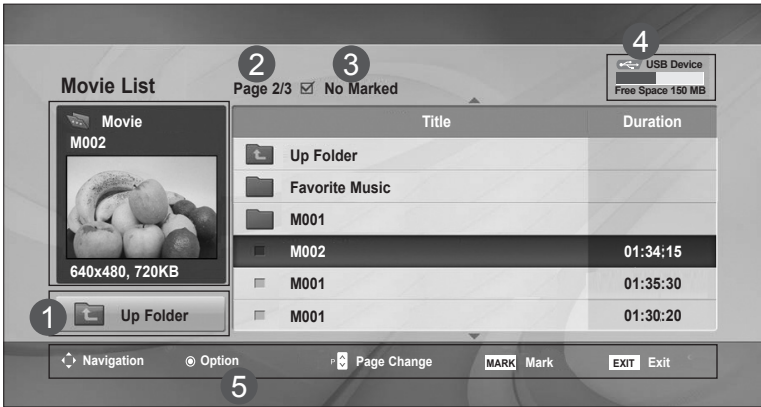 2 3 4
USB Device
Movie List Page 2/3 No Marked Free Space 150 MB
Movie Title Duration
M002
Up Folder
Favorite Music
M001
M002 01:34:15
640x480, 720KB
M001 01:35:30
1 Up Folder M001 01:30:20
Navigation Option P Page Change MARK Mark EXIT Exit
5